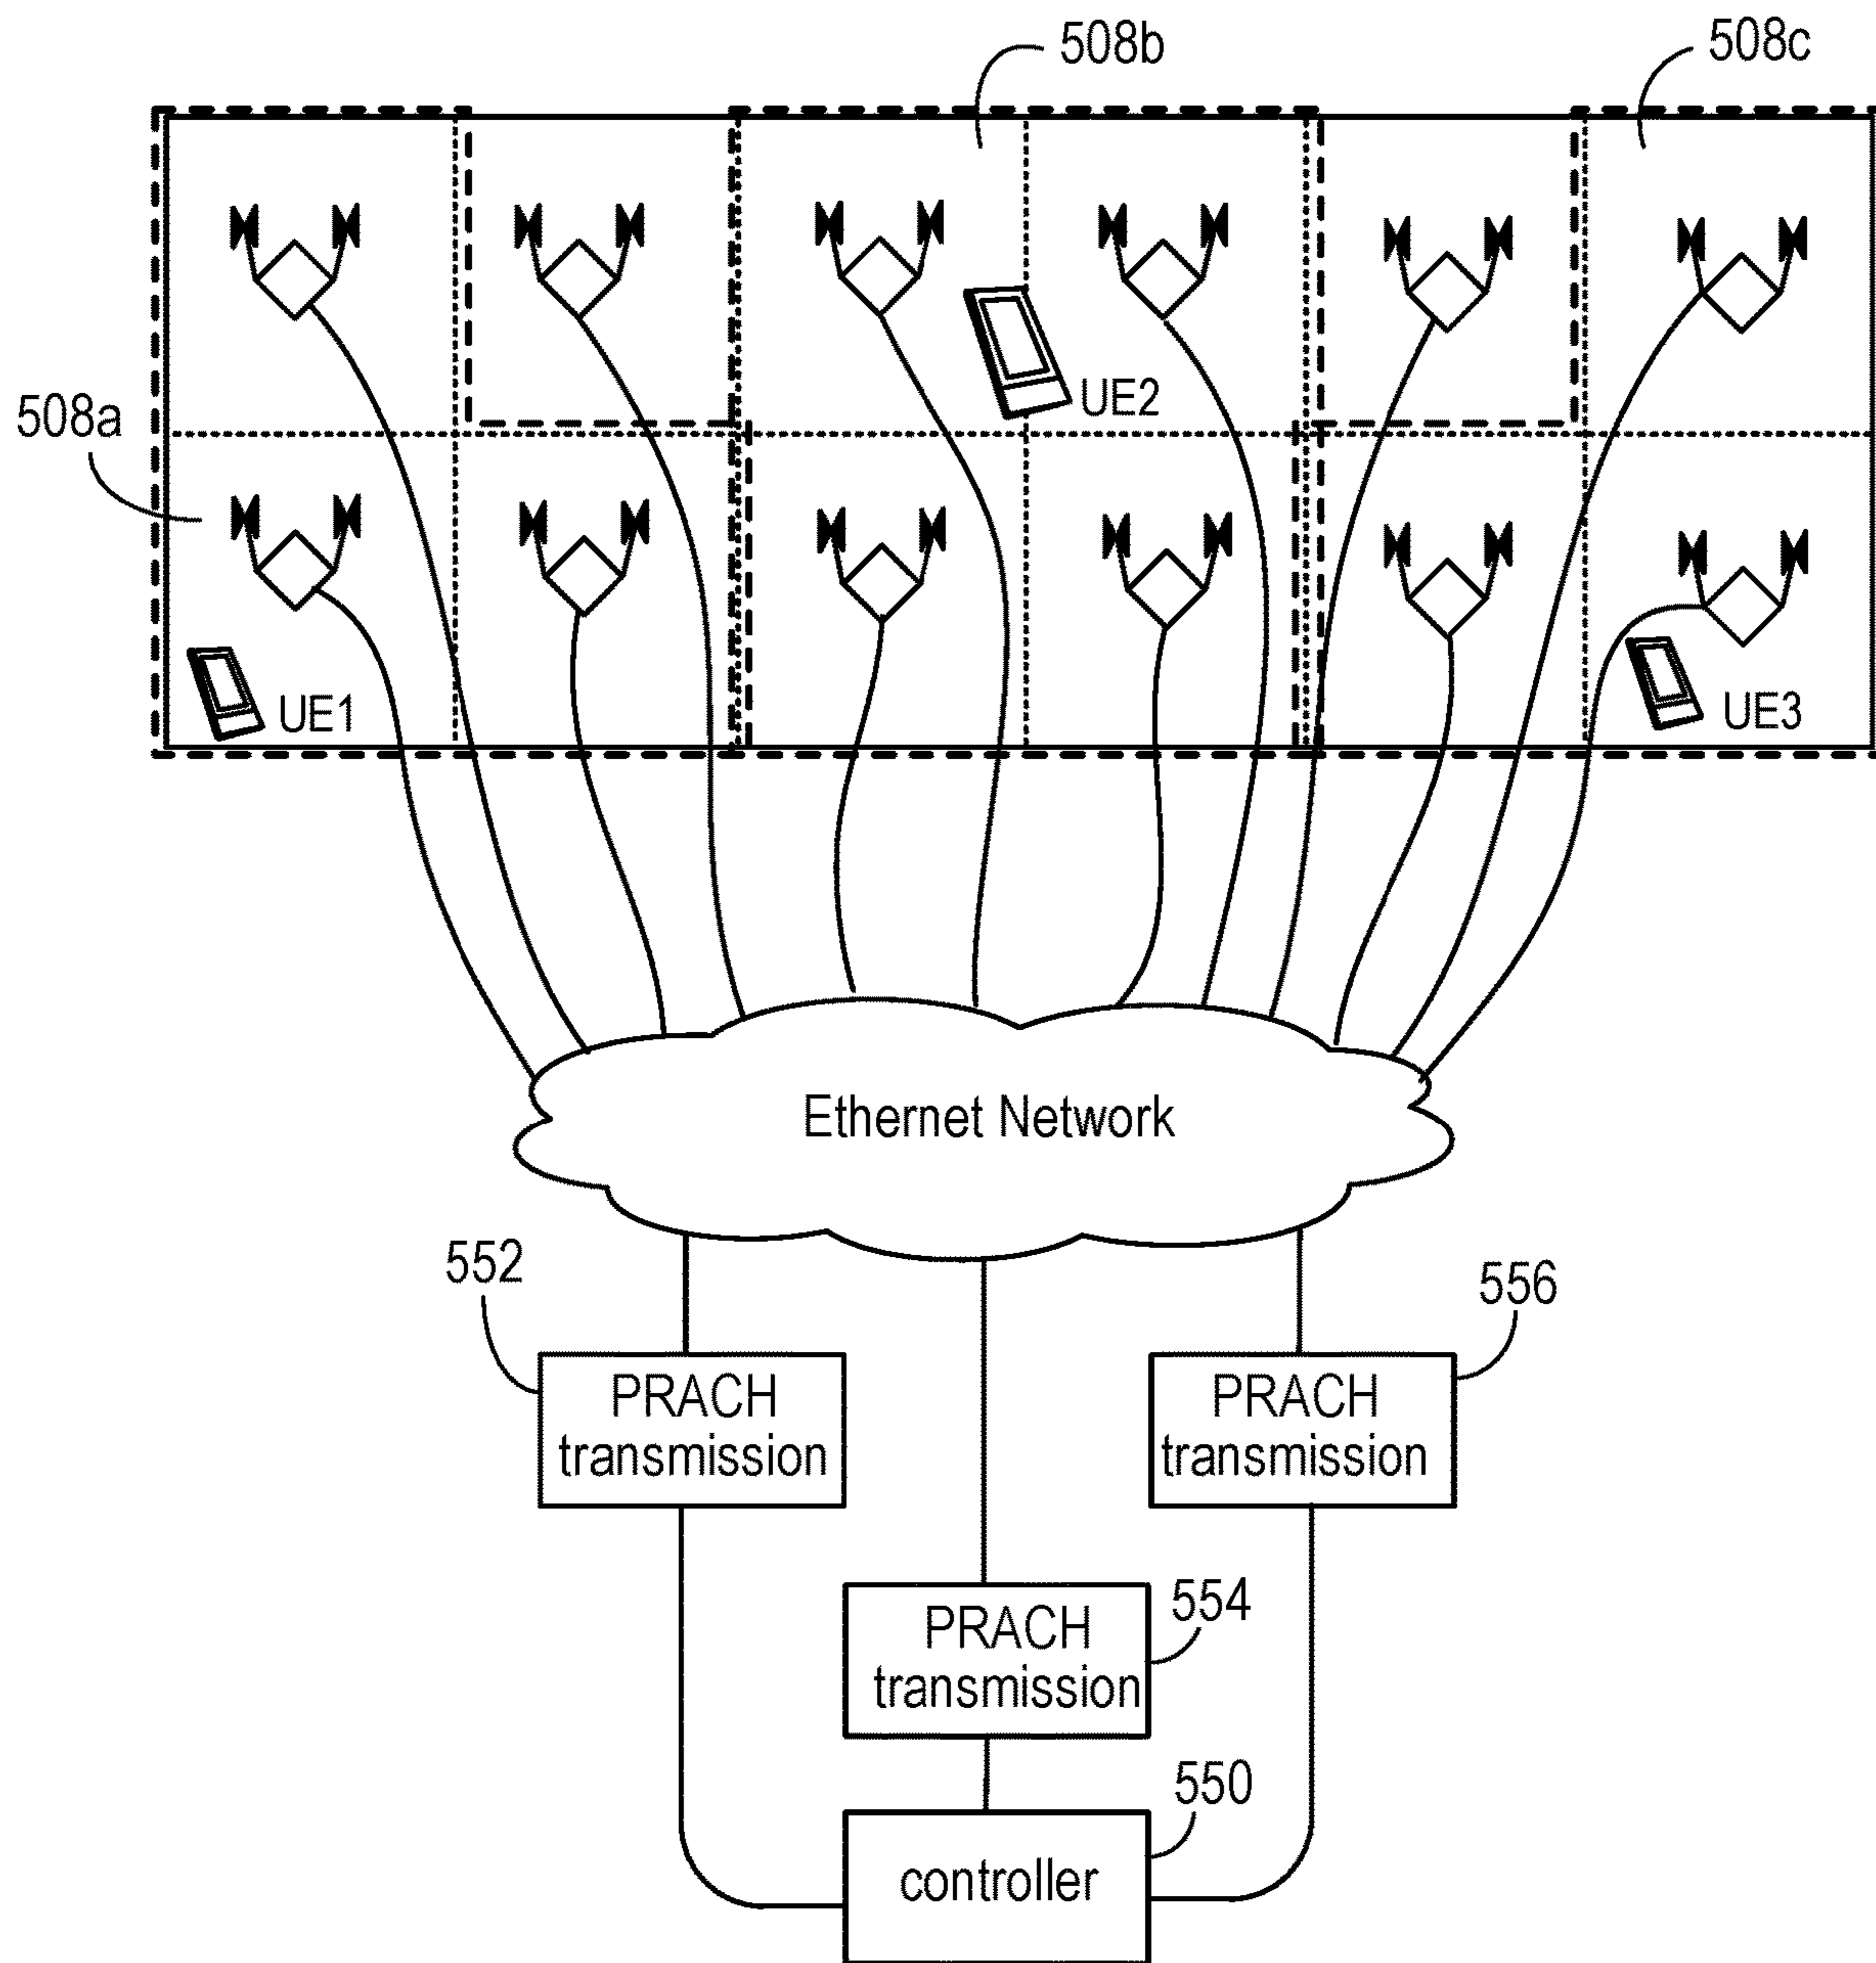 508b
508c
508a
UE2
UE1
UE3
Ethernet Network
552
556
PRACH
transmission
PRACH
transmission
554
PRACH
transmission
550
controller